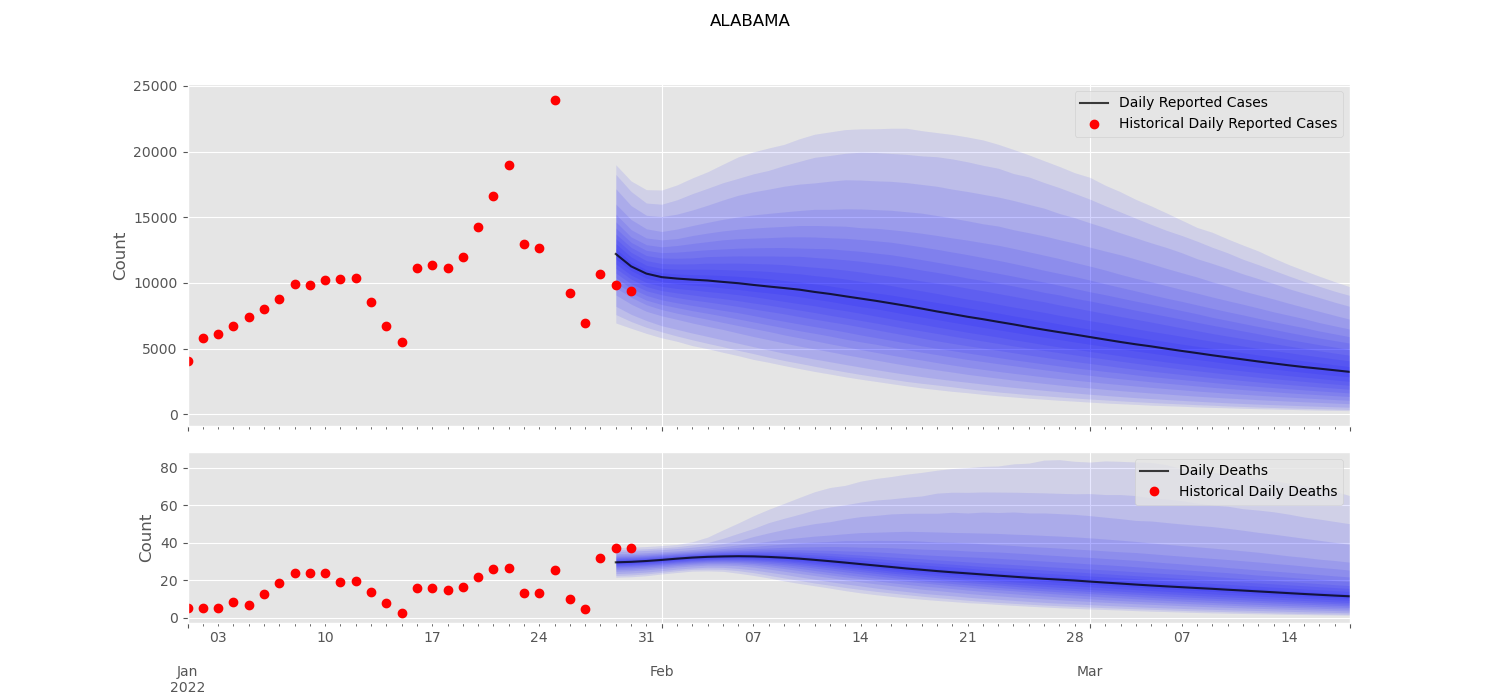 ALABAMA
25000
20000
15000
10000
5000
0
Count
Daily Reported Cases
Historical Daily Reported Cases
80
60
40
20
0
Count
Daily Deaths
Historical Daily Deaths
03 10 17 24 31 07 14 21 28 07 14
Jan Feb Mar
2022